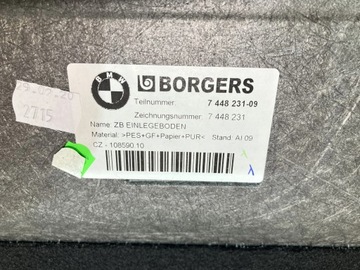 BMW
BORGERS
Teilnummer: 7 448 231-09
Zeichnungsnummer: 7 448 231
Name: ZB EINLEGEBODEN
Material: >PES+GF+Papier+PUR< Stand: AI 09
CZ - 108590.10
2715